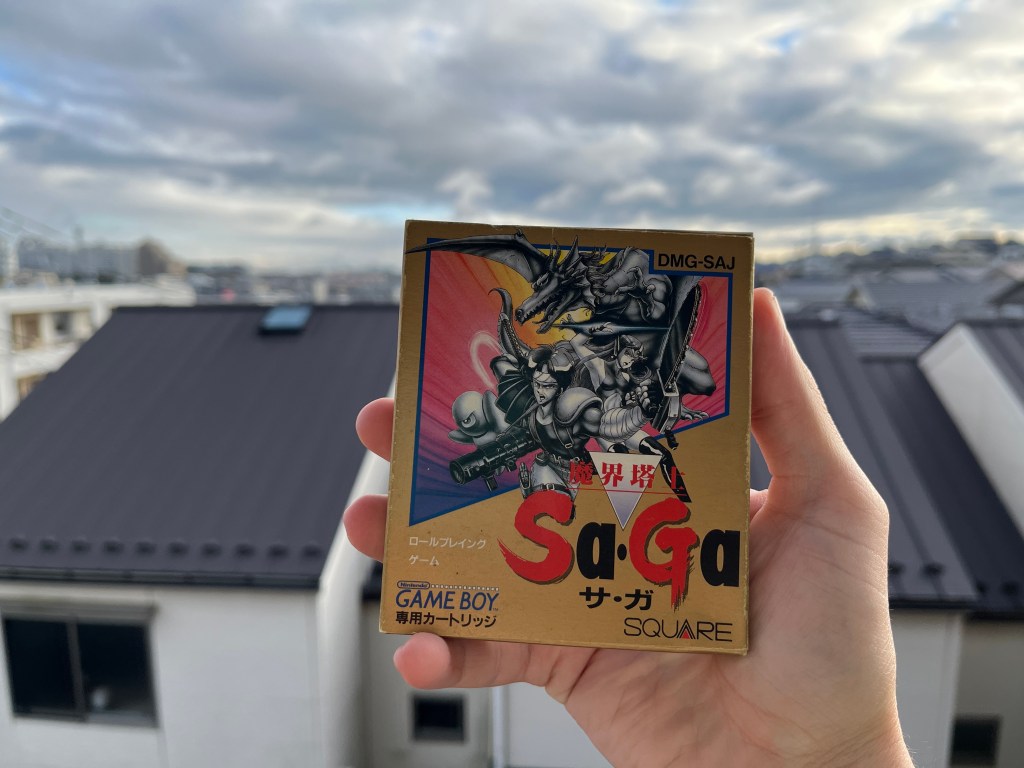 DMG-SAJ
魔界塔士
Sa・Ga
サ・ガ
ロールプレイング
ゲーム
Nintendo
GAME BOY
専用カートリッジ
SQUARE